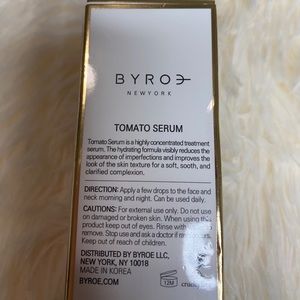 BYROE
NEWYORK
TOMATO SERUM
Tomato Serum is a highly concentrated treatment
serum. The hydrating formula visibly reduces the
appearance of imperfections and improves the
look of the skin texture for a soft, sooth, and
clarified complexion.
DIRECTION: Apply a few drops to the face and
neck morning and night. Can be used daily.
CAUTIONS: For external use only. Do not use
on damaged or broken skin. When using this
product keep out of eyes. Rinse with
remove. Stop use and ask a doctor if
Keep out of reach of children.
DISTRIBUTED BY BYROE LLC,
NEW YORK, NY 10018
MADE IN KOREA
BYROE.COM
12M